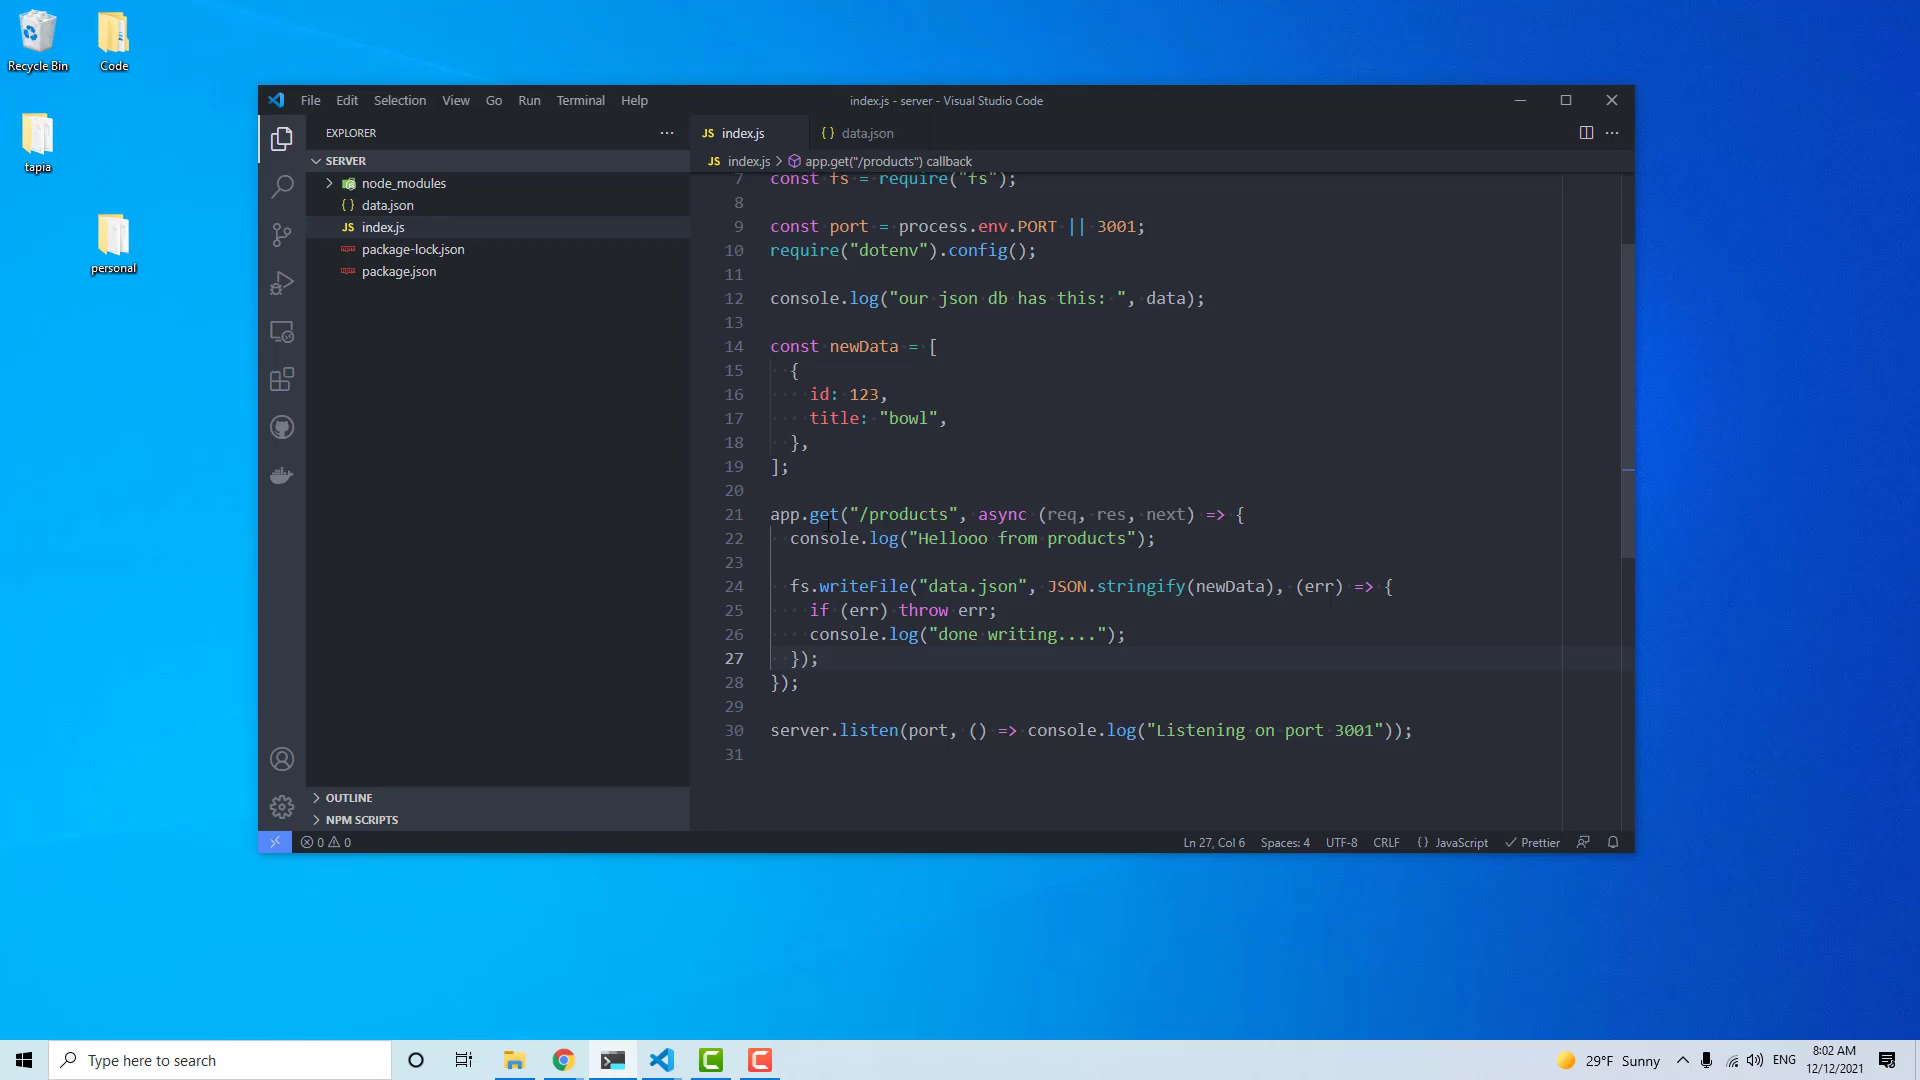 Recycle Bin
Code
tapia
personal
File Edit Selection View Go Run Terminal Help
index.js - server - Visual Studio Code
EXPLORER
SERVER
node_modules
{ } data.json
JS index.js
package-lock.json
package.json
OUTLINE
NPM SCRIPTS
JS index.js
{ } data.json
JS index.js > app.get("/products") callback
7 const fs = require("fs");
8
9 const port = process.env.PORT || 3001;
10 require("dotenv").config();
11
12 console.log("our json db has this: ", data);
13
14 const newData = [
15 {
16 id: 123,
17 title: "bowl",
18 },
19 ];
20
21 app.get("/products", async (req, res, next) => {
22 console.log("Hellooo from products");
23
24 fs.writeFile("data.json", JSON.stringify(newData), (err) => {
25 if (err) throw err;
26 console.log("done writing....");
27 });
28 });
29
30 server.listen(port, () => console.log("Listening on port 3001"));
31
0 0
Ln 27, Col 6 Spaces: 4 UTF-8 CRLF { } JavaScript Prettier
Type here to search
29°F Sunny
ENG
8:02 AM
12/12/2021